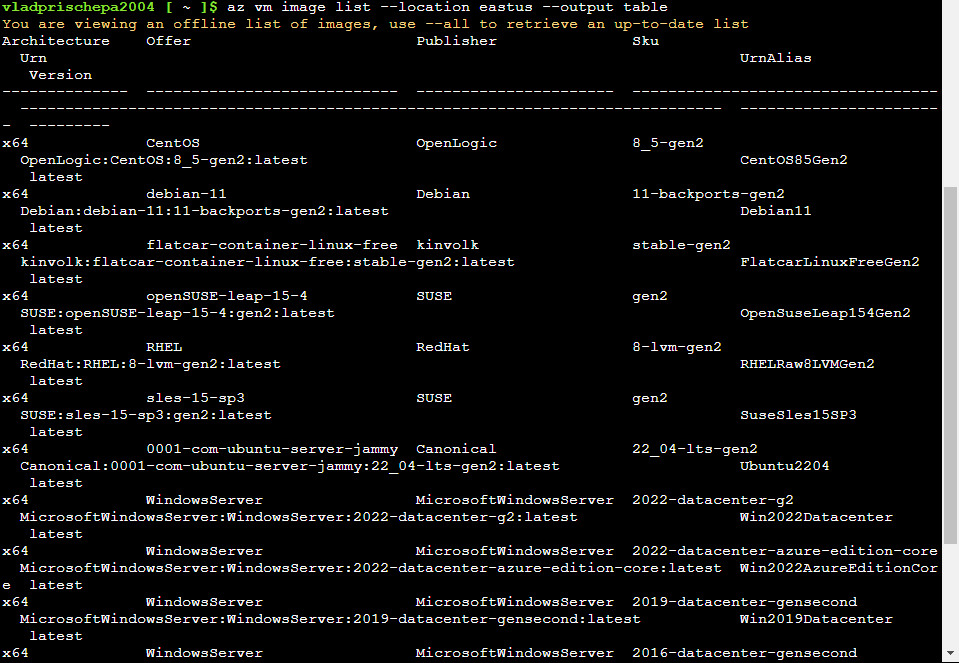 vladprischepa2004 [ ~ ]$ az vm image list --location eastus --output table
You are viewing an offline list of images, use --all to retrieve an up-to-date list
Architecture    Offer                         Publisher               Sku
  Urn                                                                             UrnAlias
   Version
--------------  ----------------------------  ----------------------  ----------------------------------
  ------------------------------------------------------------------------------  ----------------------
-  ---------
x64             CentOS                        OpenLogic               8_5-gen2
  OpenLogic:CentOS:8_5-gen2:latest                                                CentOS85Gen2
   latest
x64             debian-11                     Debian                  11-backports-gen2
  Debian:debian-11:11-backports-gen2:latest                                       Debian11
   latest
x64             flatcar-container-linux-free  kinvolk                 stable-gen2
  kinvolk:flatcar-container-linux-free:stable-gen2:latest                         FlatcarLinuxFreeGen2
   latest
x64             openSUSE-leap-15-4            SUSE                    gen2
  SUSE:openSUSE-leap-15-4:gen2:latest                                             OpenSuseLeap154Gen2
   latest
x64             RHEL                          RedHat                  8-lvm-gen2
  RedHat:RHEL:8-lvm-gen2:latest                                                   RHELRaw8LVMGen2
   latest
x64             sles-15-sp3                   SUSE                    gen2
  SUSE:sles-15-sp3:gen2:latest                                                    SuseSles15SP3
   latest
x64             0001-com-ubuntu-server-jammy  Canonical               22_04-lts-gen2
  Canonical:0001-com-ubuntu-server-jammy:22_04-lts-gen2:latest                    Ubuntu2204
   latest
x64             WindowsServer                 MicrosoftWindowsServer  2022-datacenter-g2
  MicrosoftWindowsServer:WindowsServer:2022-datacenter-g2:latest                  Win2022Datacenter
   latest
x64             WindowsServer                 MicrosoftWindowsServer  2022-datacenter-azure-edition-core
  MicrosoftWindowsServer:WindowsServer:2022-datacenter-azure-edition-core:latest  Win2022AzureEditionCor
e  latest
x64             WindowsServer                 MicrosoftWindowsServer  2019-datacenter-gensecond
  MicrosoftWindowsServer:WindowsServer:2019-datacenter-gensecond:latest           Win2019Datacenter
   latest
x64             WindowsServer                 MicrosoftWindowsServer  2016-datacenter-gensecond